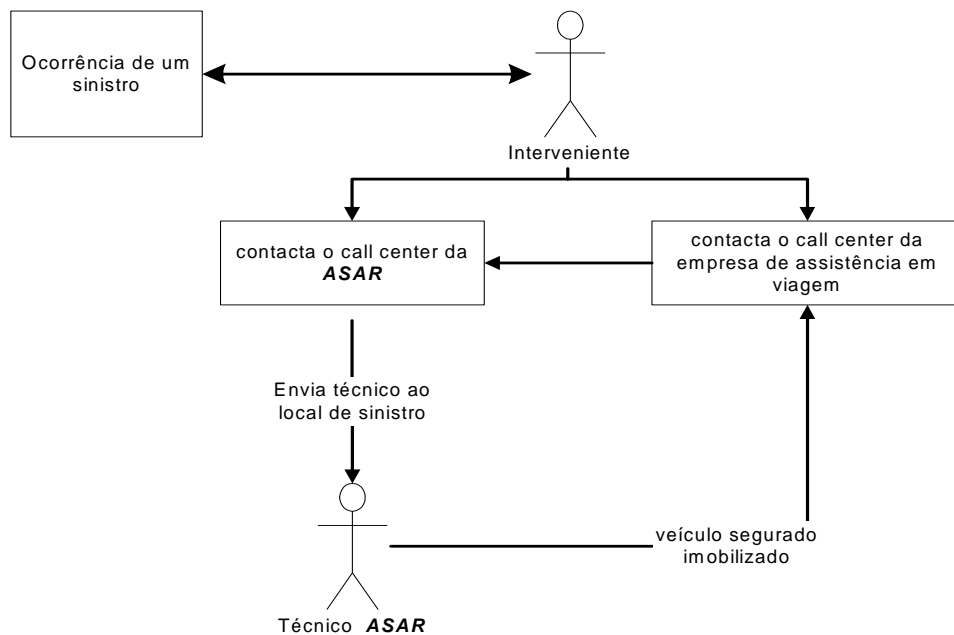 Ocorrência de um
sinistro
Interveniente
contacta o call center da
ASAR
contacta o call center da
empresa de assistência em
viagem
Envia técnico ao
local de sinistro
veículo segurado
imobilizado
Técnico ASAR